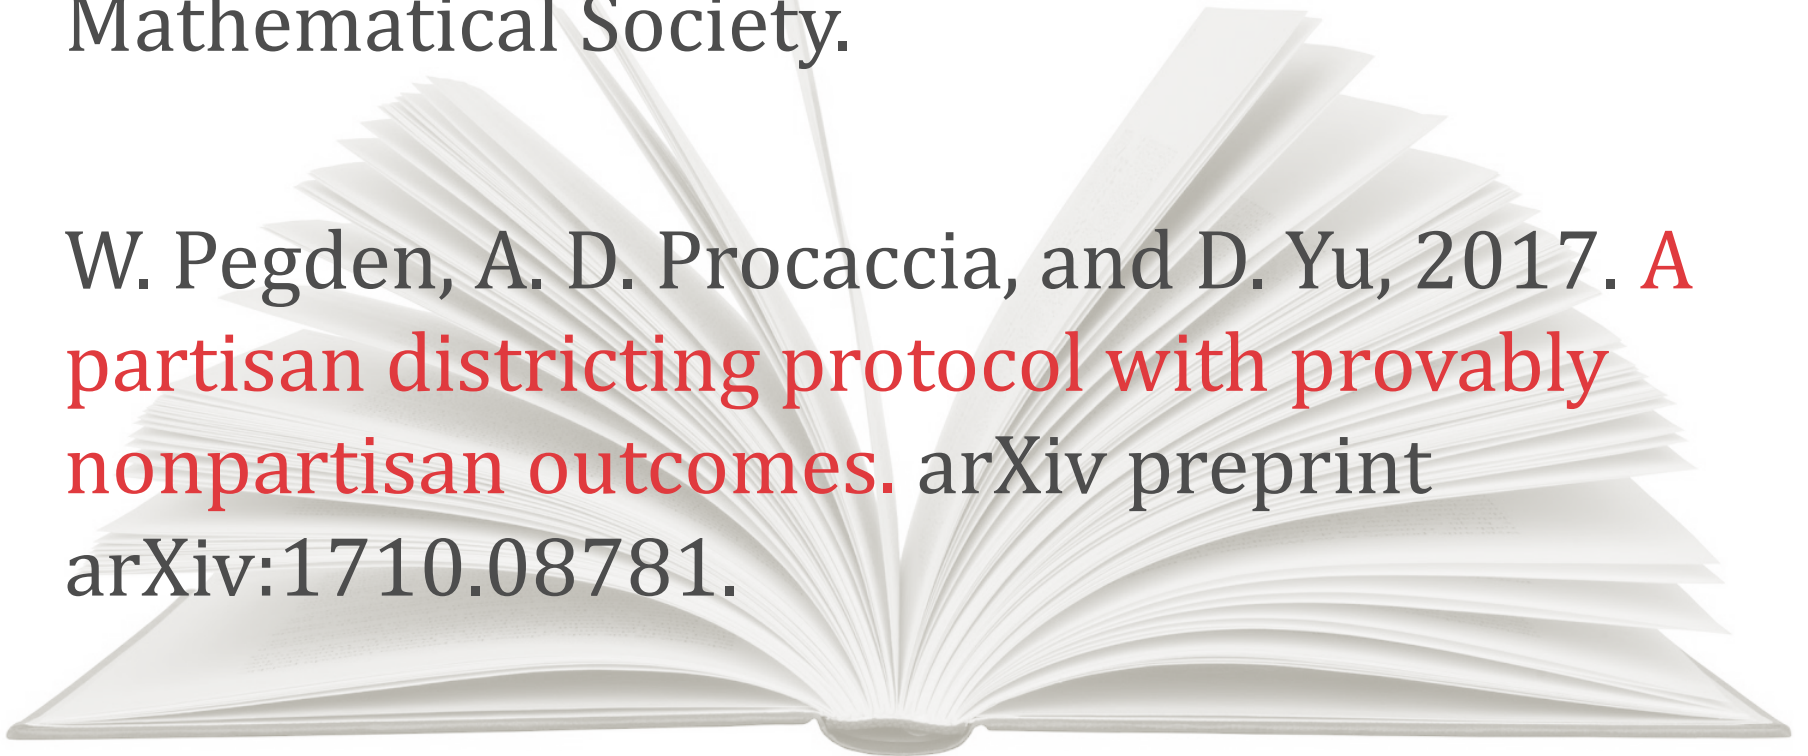 Mathematical Society.
W. Pegden, A. D. Procaccia, and D. Yu, 2017. A
partisan districting protocol with provably
nonpartisan outcomes. arXiv preprint
arXiv:1710.08781.